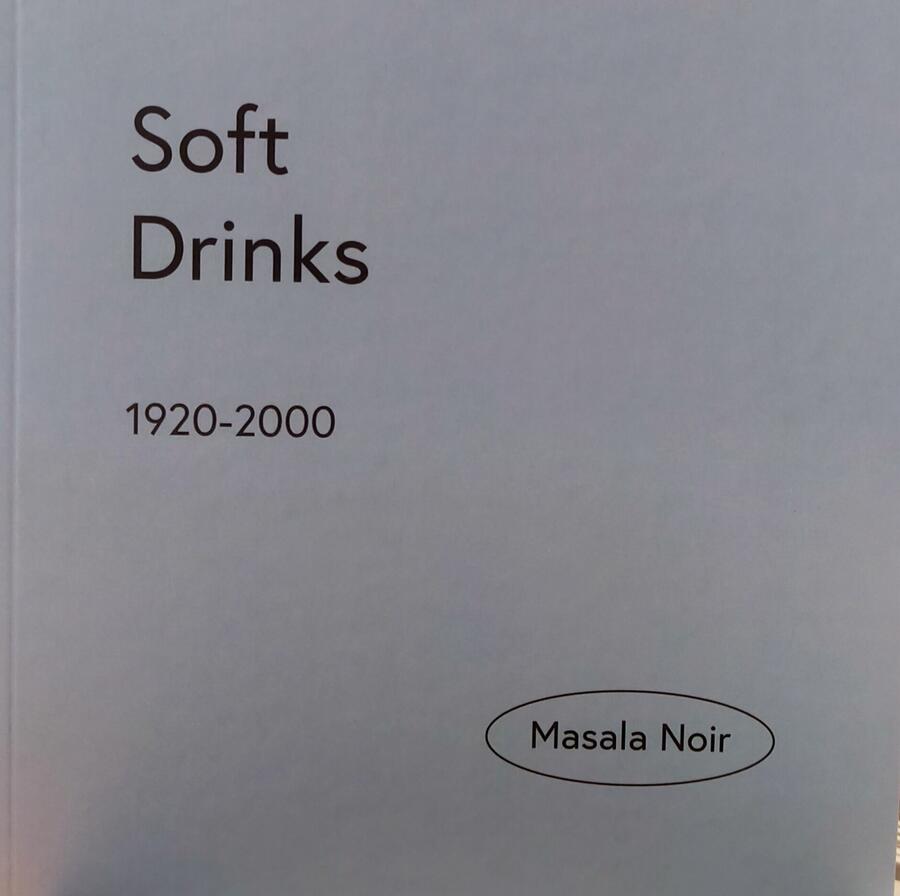 Soft
Drinks
1920-2000
Masala Noir